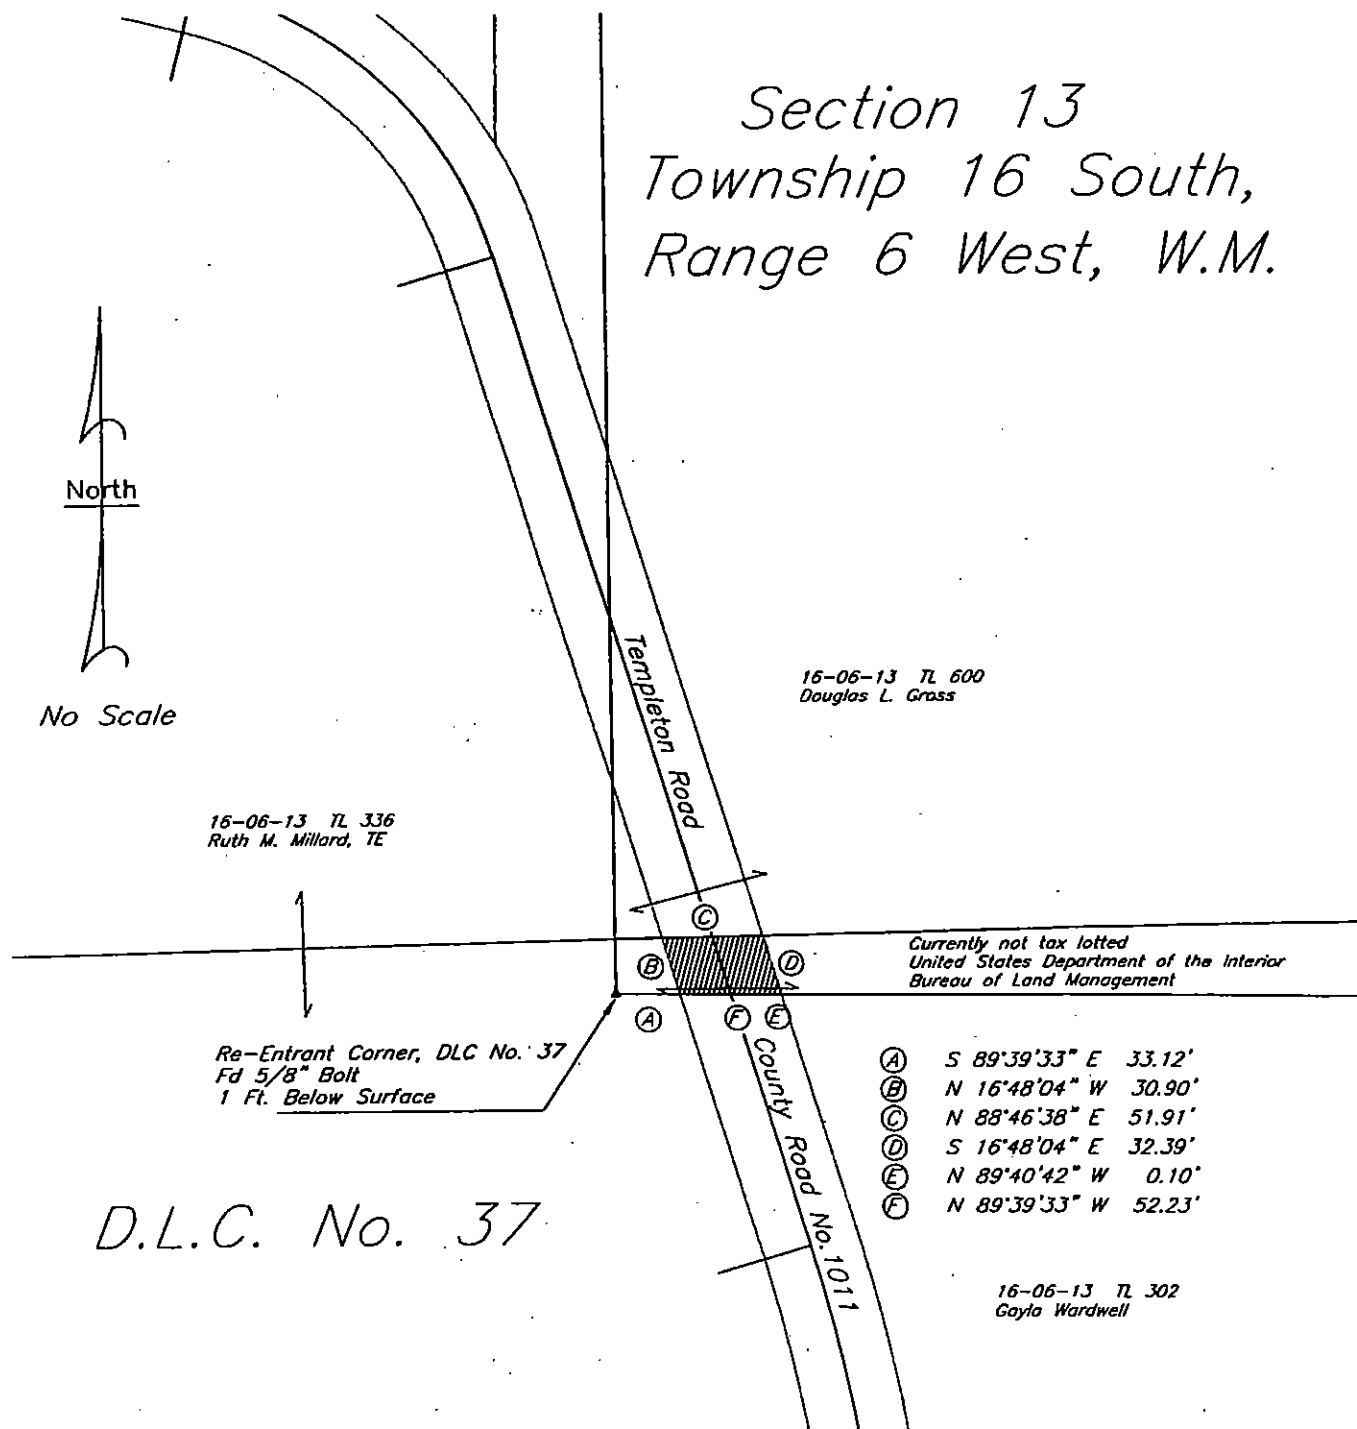 Section 13
Township 16 South,
Range 6 West, W.M.
North
No Scale
Templeton Road
16-06-13 TL 600
Douglas L. Gross
16-06-13 TL 336
Ruth M. Millard, TE
C
B
D
Currently not tax lotted
United States Department of the Interior
Bureau of Land Management
A
F
E
Re-Entrant Corner, DLC No. 37
Fd 5/8" Bolt
1 Ft. Below Surface
County Road No. 1011
A S 89°39'33" E 33.12'
B N 16°48'04" W 30.90'
C N 88°46'38" E 51.91'
D S 16°48'04" E 32.39'
E N 89°40'42" W 0.10'
F N 89°39'33" W 52.23'
D.L.C. No. 37
16-06-13 TL 302
Gayla Wardwell